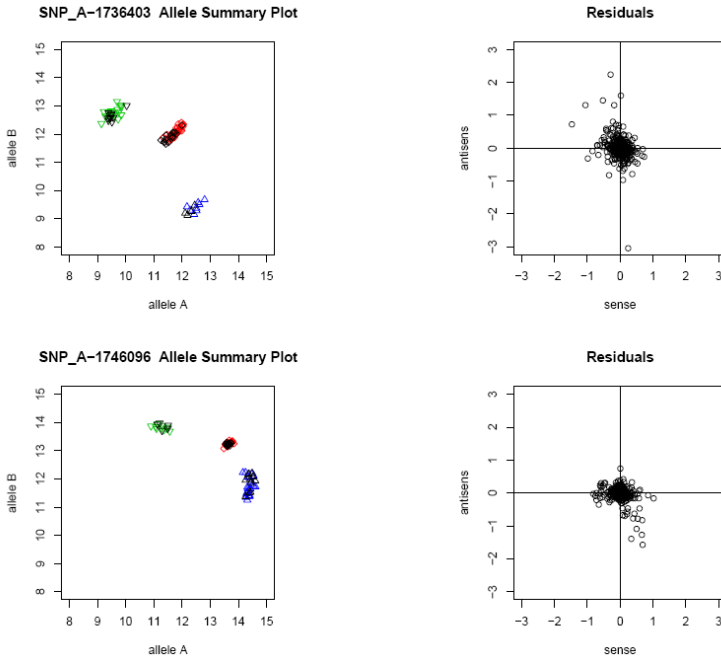 SNP_A−1736403 Allele Summary Plot
15
14
13
12
11
10
9
8
allele B
8 9 10 11 12 13 14 15
allele A
Residuals
3
2
1
0
−1
−2
−3
antisens
−3 −2 −1 0 1 2 3
sense
SNP_A−1746096 Allele Summary Plot
15
14
13
12
11
10
9
8
allele B
8 9 10 11 12 13 14 15
allele A
Residuals
3
2
1
0
−1
−2
−3
antisens
−3 −2 −1 0 1 2 3
sense